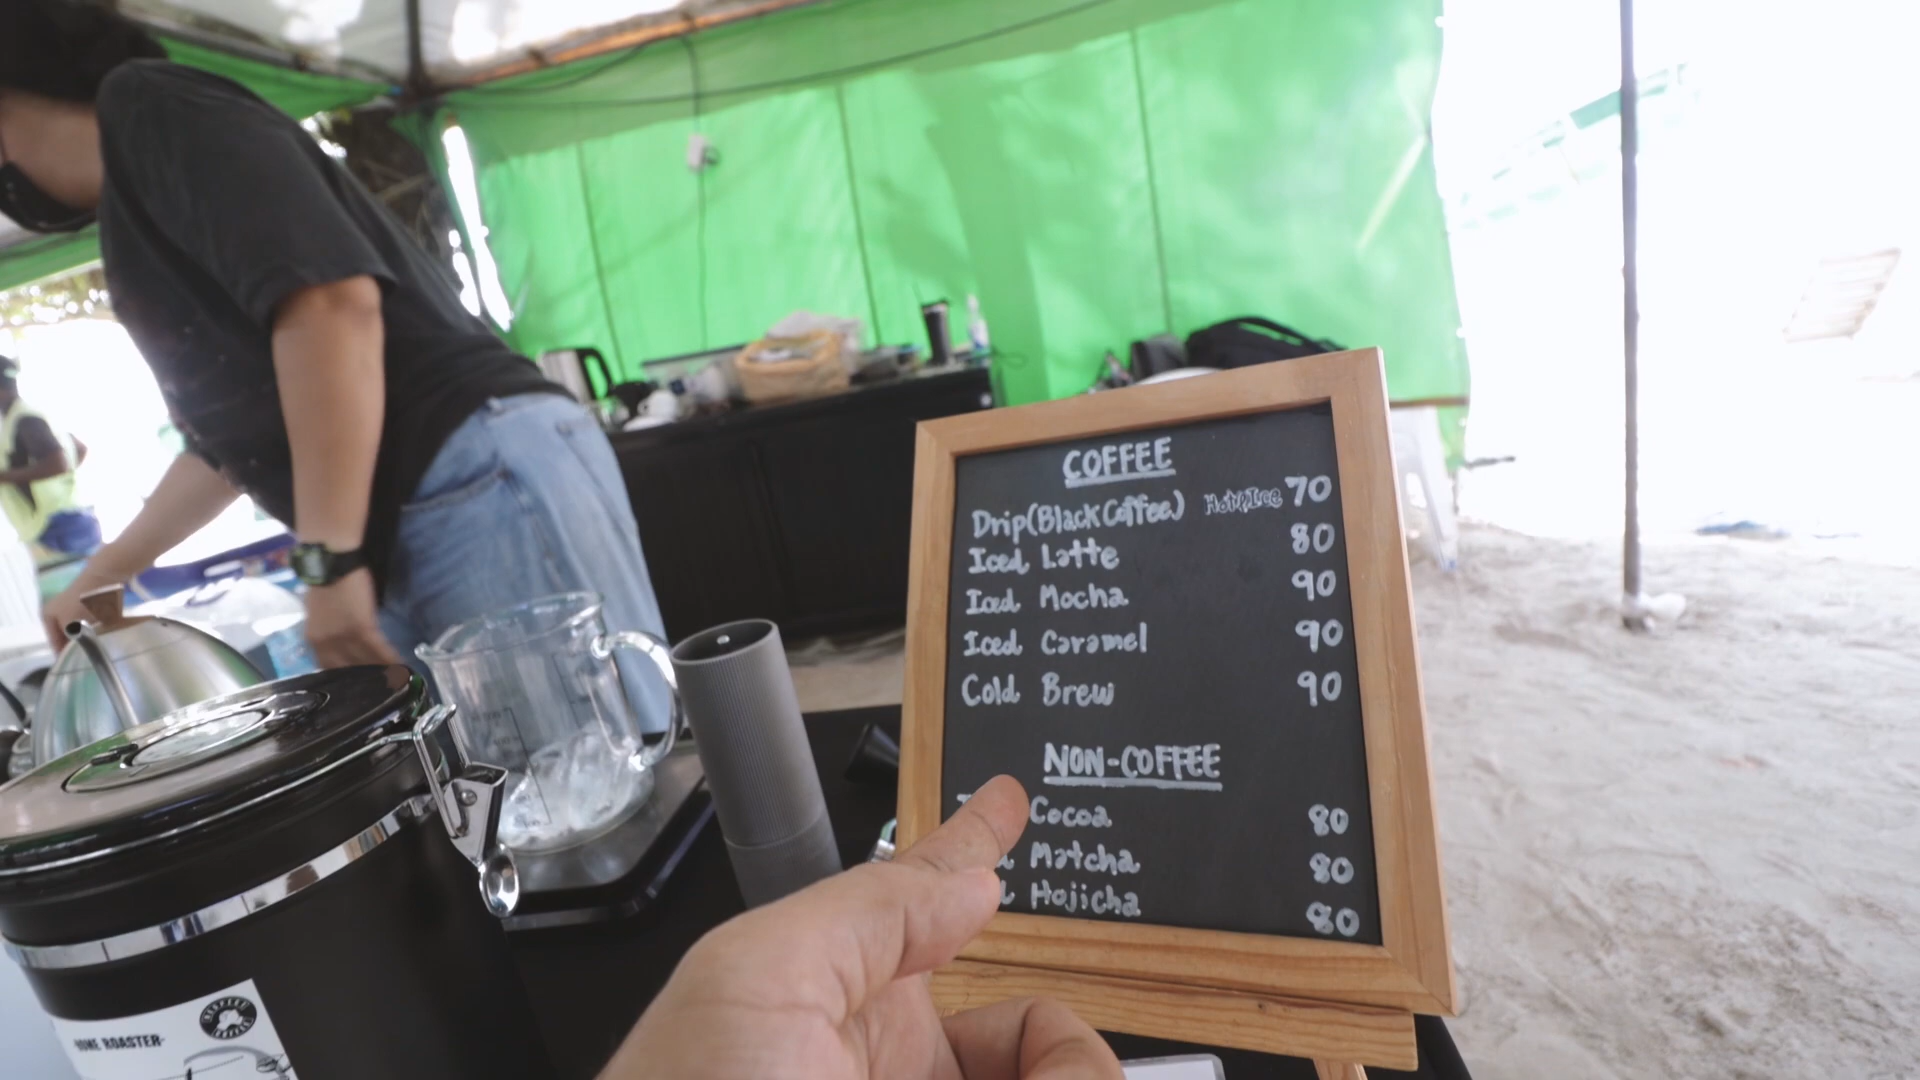 COFFEE
Drip(Black Coffee) Hot/Ice 70
Iced Latte 80
Iced Mocha 90
Iced Caramel 90
Cold Brew 90
NON-COFFEE
Cocoa 80
Matcha 80
Hojicha 80
HOME ROASTER